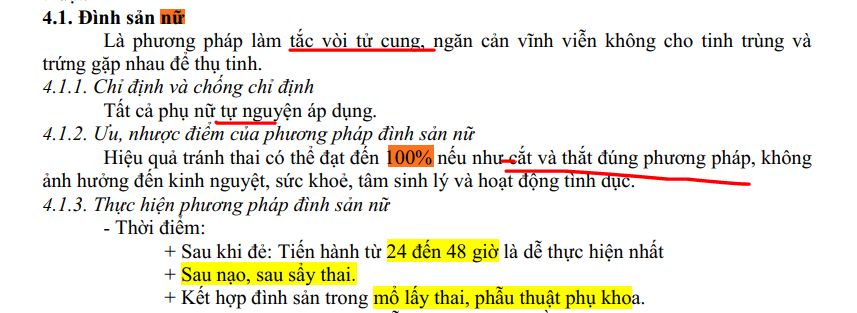 4.1. Đình sản nữ
Là phương pháp làm tắc vòi tử cung, ngăn cản vĩnh viễn không cho tinh trùng và
trứng gặp nhau để thụ tinh.
4.1.1. Chỉ định và chống chỉ định
Tất cả phụ nữ tự nguyện áp dụng.
4.1.2. Ưu, nhược điểm của phương pháp đình sản nữ
Hiệu quả tránh thai có thể đạt đến 100% nếu như cắt và thắt đúng phương pháp, không
ảnh hưởng đến kinh nguyệt, sức khoẻ, tâm sinh lý và hoạt động tình dục.
4.1.3. Thực hiện phương pháp đình sản nữ
- Thời điểm:
+ Sau khi đẻ: Tiến hành từ 24 đến 48 giờ là dễ thực hiện nhất
+ Sau nạo, sau sẩy thai.
+ Kết hợp đình sản trong mổ lấy thai, phẫu thuật phụ khoa.